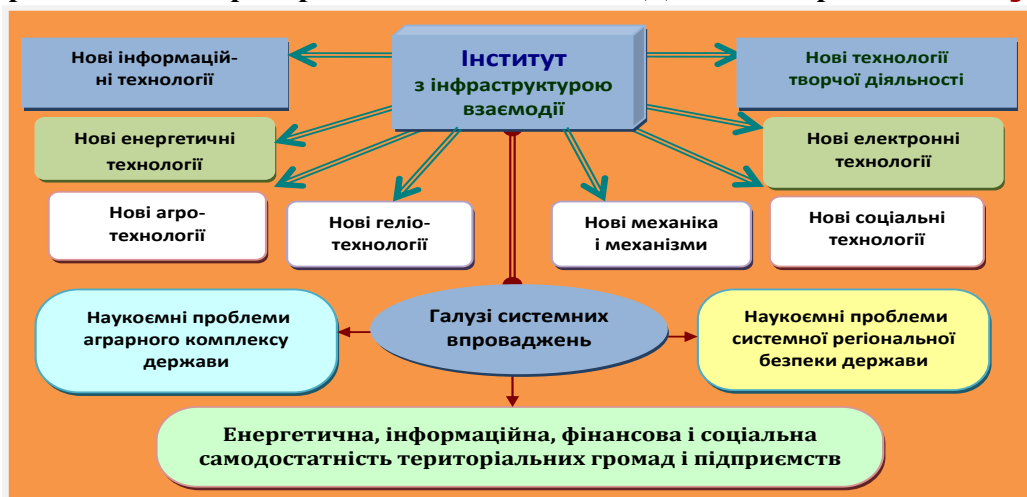 Інститут
з інфраструктурою
взаємодії
Нові інформацій-
ні технології
Нові технології
творчої діяльності
Нові енергетичні
технології
Нові електронні
технології
Нові агро-
технології
Нові геліо-
технології
Нові механіка
і механізми
Нові соціальні
технології
Наукоємні проблеми
аграрного комплексу
держави
Галузі системних
впроваджень
Наукоємні проблеми
системної регіональної
безпеки держави
Енергетична, інформаційна, фінансова і соціальна
самодостатність територіальних громад і підприємств